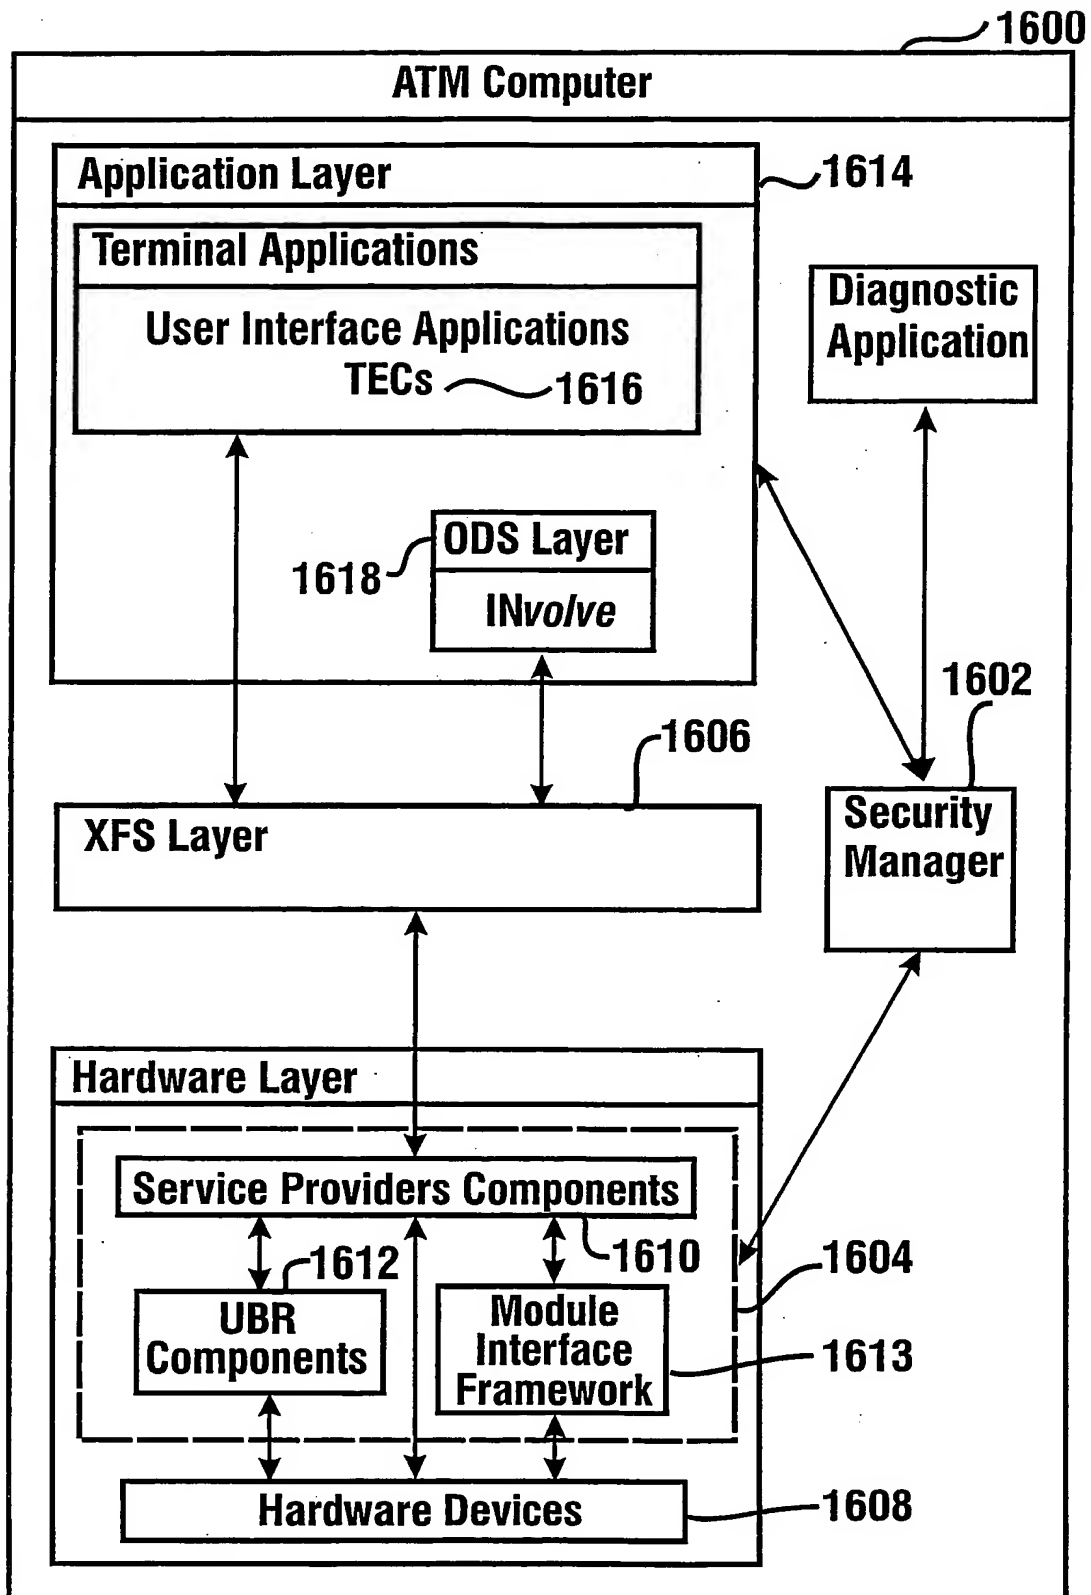 1600
ATM Computer
Application Layer
1614
Terminal Applications
User Interface Applications
TECs
1616
Diagnostic
Application
ODS Layer
1618
INvolve
1602
1606
XFS Layer
Security
Manager
Hardware Layer
Service Providers Components
1612
1610
1604
UBR
Components
Module
Interface
Framework
1613
Hardware Devices
1608